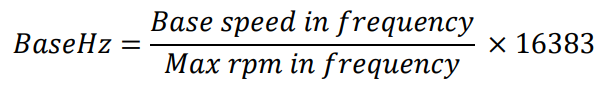 BaseHz = Base speed in frequency / Max rpm in frequency × 16383